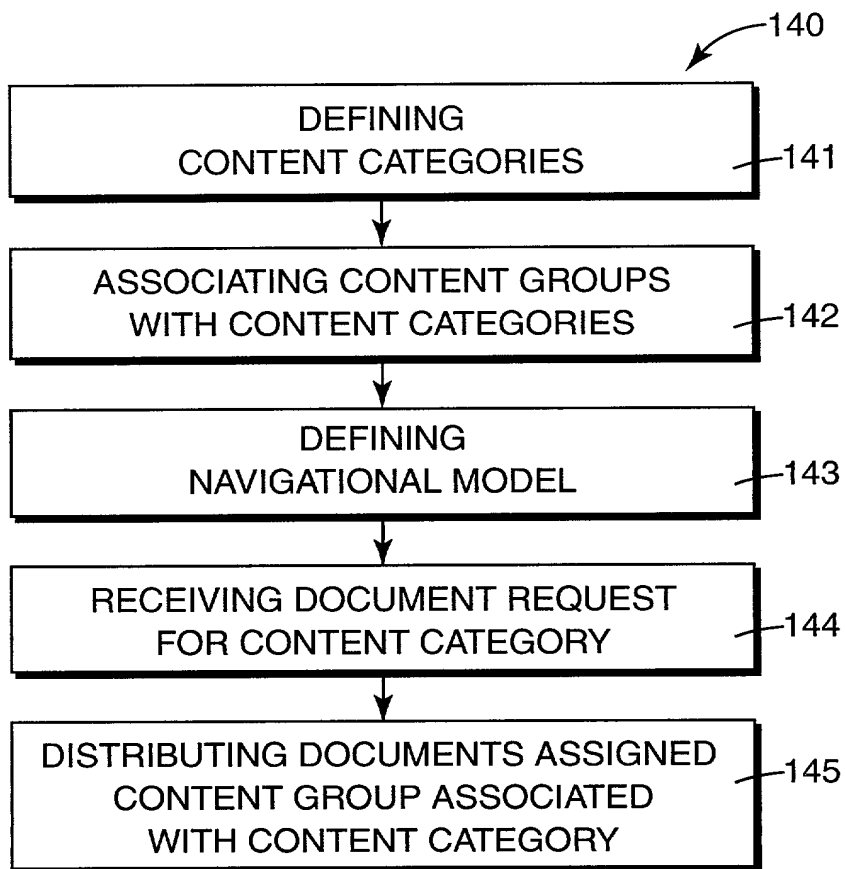 140
DEFINING
CONTENT CATEGORIES
141
ASSOCIATING CONTENT GROUPS
WITH CONTENT CATEGORIES
142
DEFINING
NAVIGATIONAL MODEL
143
RECEIVING DOCUMENT REQUEST
FOR CONTENT CATEGORY
144
DISTRIBUTING DOCUMENTS ASSIGNED
CONTENT GROUP ASSOCIATED
WITH CONTENT CATEGORY
145